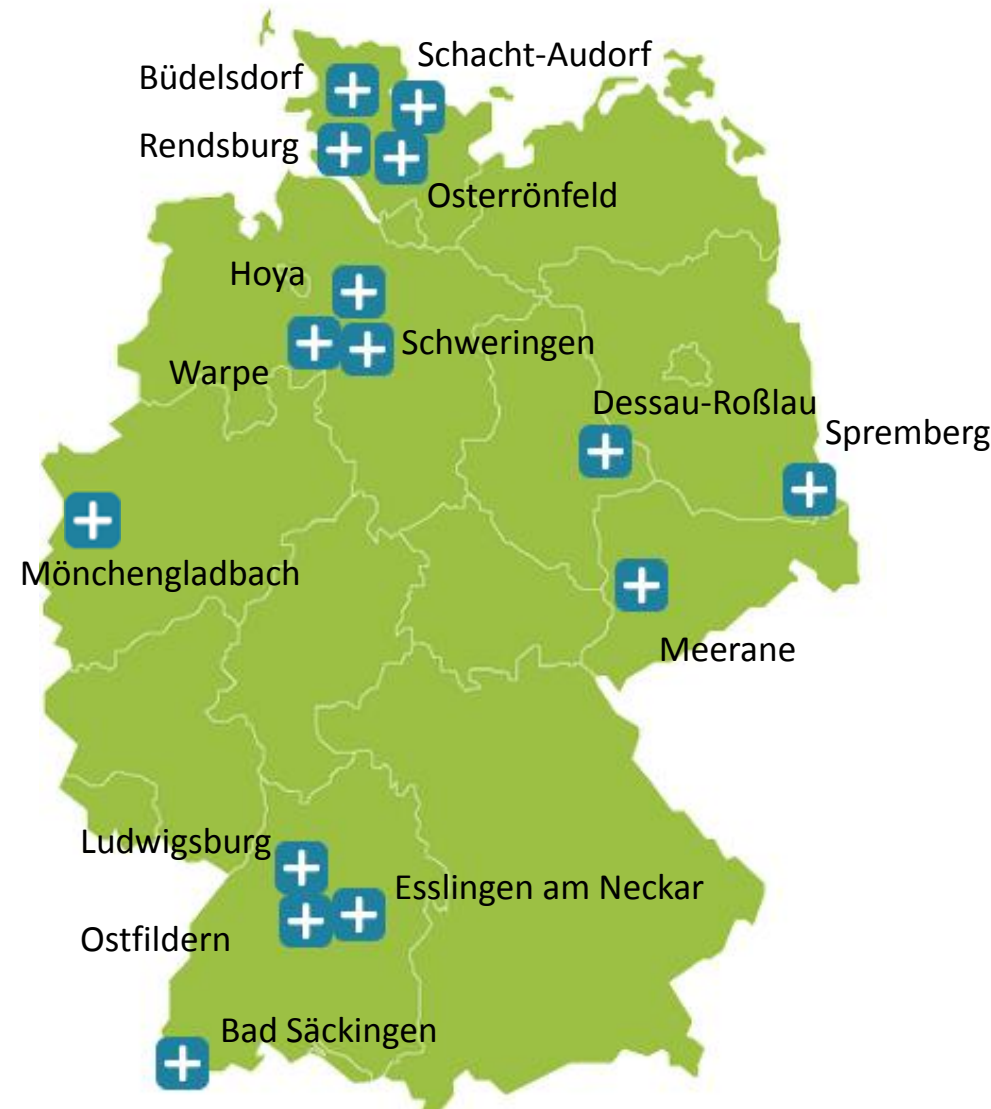 Schacht-Audorf
Büdelsdorf
Rendsburg
Osterrönfeld
Hoya
Schweringen
Warpe
Dessau-Roßlau
Spremberg
Mönchengladbach
Meerane
Ludwigsburg
Esslingen am Neckar
Ostfildern
Bad Säckingen